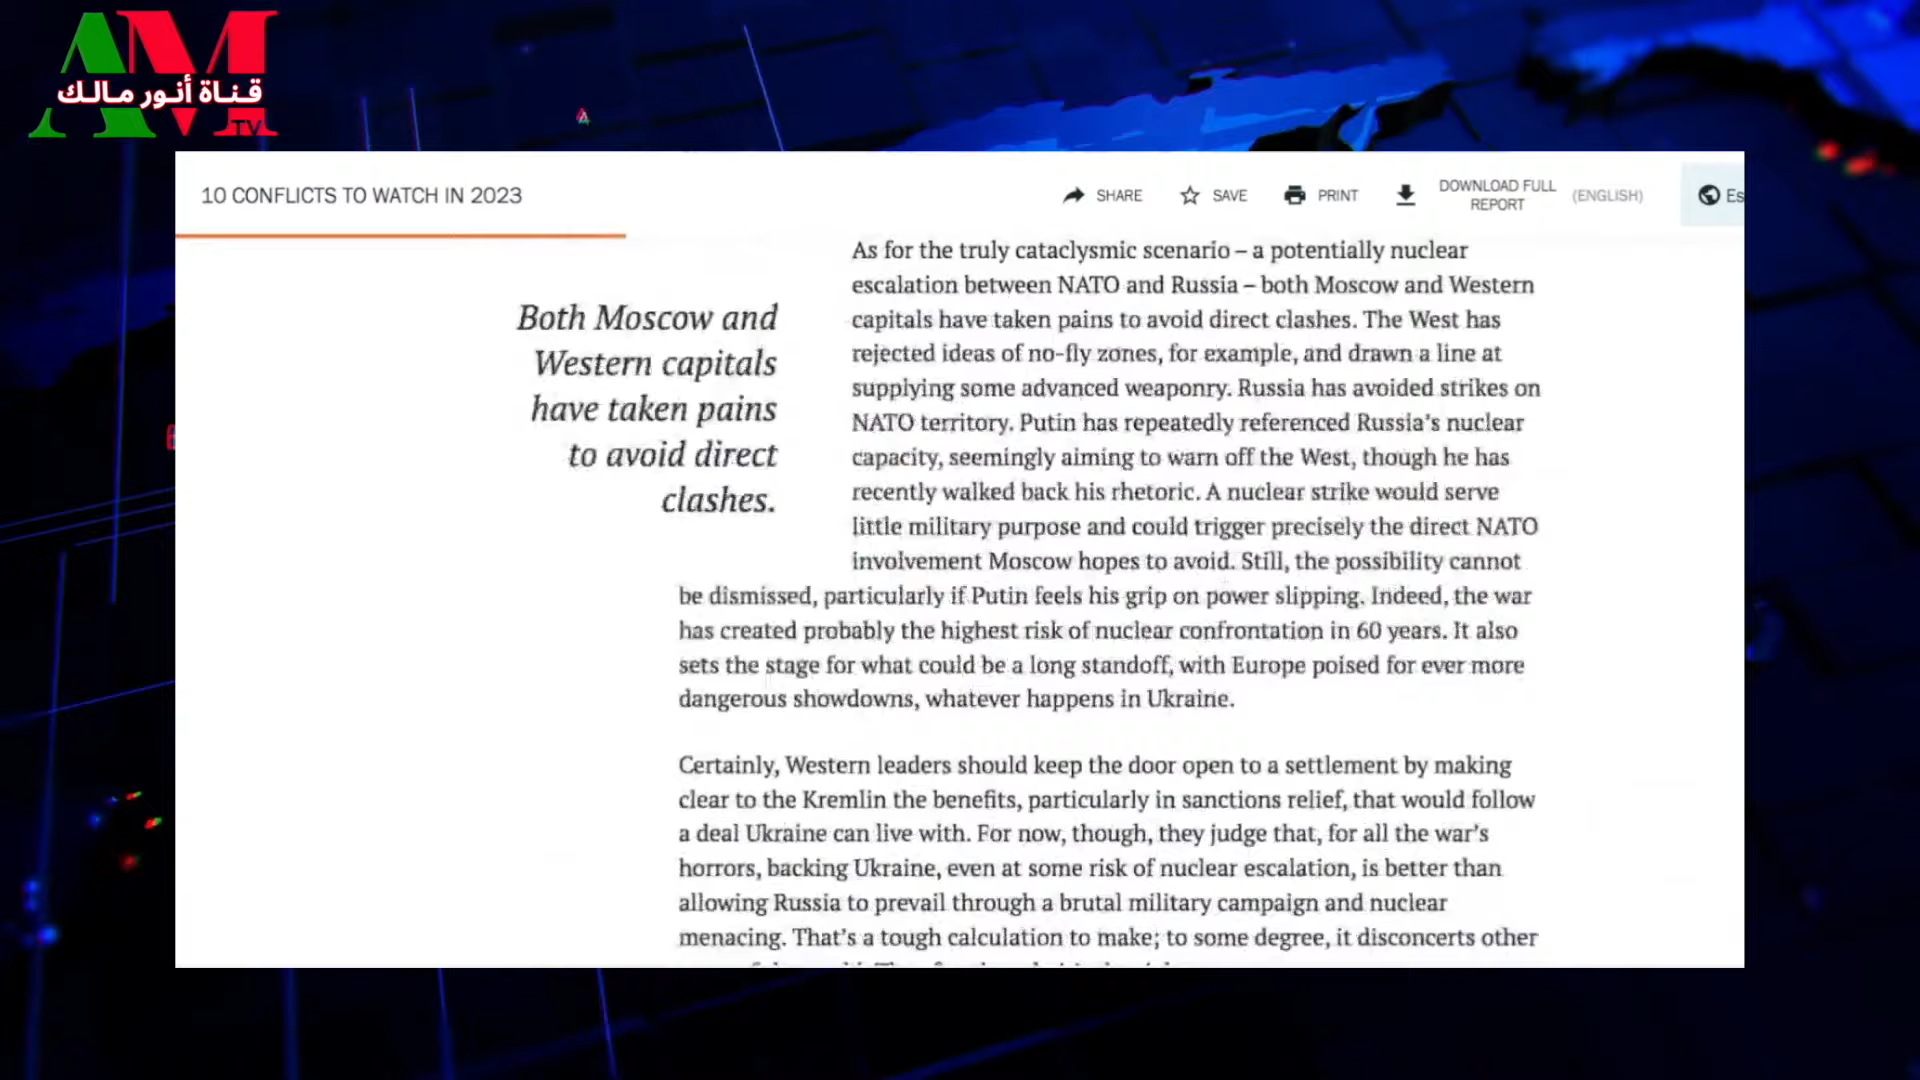 AM
قناة أنور مالك
TV
10 CONFLICTS TO WATCH IN 2023
SHARE
SAVE
PRINT
DOWNLOAD FULL
REPORT
(ENGLISH)
Es
Both Moscow and
Western capitals
have taken pains
to avoid direct
clashes.
As for the truly cataclysmic scenario – a potentially nuclear
escalation between NATO and Russia – both Moscow and Western
capitals have taken pains to avoid direct clashes. The West has
rejected ideas of no-fly zones, for example, and drawn a line at
supplying some advanced weaponry. Russia has avoided strikes on
NATO territory. Putin has repeatedly referenced Russia's nuclear
capacity, seemingly aiming to warn off the West, though he has
recently walked back his rhetoric. A nuclear strike would serve
little military purpose and could trigger precisely the direct NATO
involvement Moscow hopes to avoid. Still, the possibility cannot
be dismissed, particularly if Putin feels his grip on power slipping. Indeed, the war
has created probably the highest risk of nuclear confrontation in 60 years. It also
sets the stage for what could be a long standoff, with Europe poised for ever more
dangerous showdowns, whatever happens in Ukraine.
Certainly, Western leaders should keep the door open to a settlement by making
clear to the Kremlin the benefits, particularly in sanctions relief, that would follow
a deal Ukraine can live with. For now, though, they judge that, for all the war's
horrors, backing Ukraine, even at some risk of nuclear escalation, is better than
allowing Russia to prevail through a brutal military campaign and nuclear
menacing. That's a tough calculation to make; to some degree, it disconcerts other